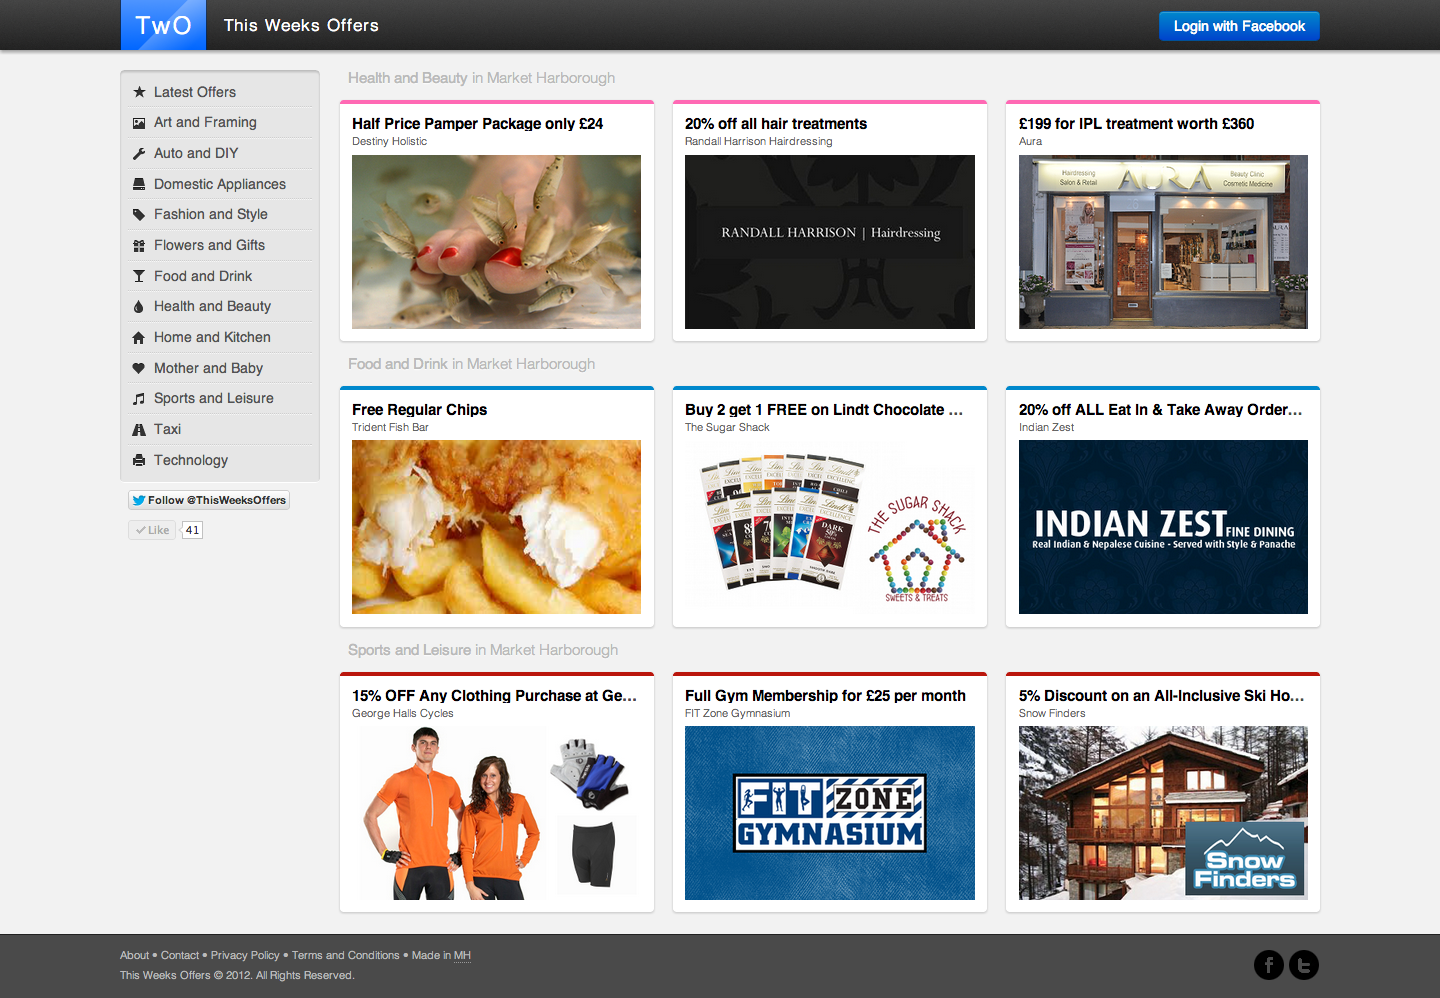 TwO
This Weeks Offers
Login with Facebook
Latest Offers
Art and Framing
Auto and DIY
Domestic Appliances
Fashion and Style
Flowers and Gifts
Food and Drink
Health and Beauty
Home and Kitchen
Mother and Baby
Sports and Leisure
Taxi
Technology
Follow @ThisWeeksOffers
Like 41
Health and Beauty in Market Harborough
Half Price Pamper Package only £24
Destiny Holistic
20% off all hair treatments
Randall Harrison Hairdressing
RANDALL HARRISON | Hairdressing
£199 for IPL treatment worth £360
Aura
Hairdressing
Salon & Retail
AURA
Beauty Clinic
Cosmetic Medicine
Food and Drink in Market Harborough
Free Regular Chips
Trident Fish Bar
Buy 2 get 1 FREE on Lindt Chocolate ...
The Sugar Shack
Lindt
EXCELLENCE
DARK
THE SUGAR SHACK
SWEETS & TREATS
20% off ALL Eat In & Take Away Order...
Indian Zest
INDIAN ZEST FINE DINING
Real Indian & Nepalese Cuisine - Served with Style & Panache
Sports and Leisure in Market Harborough
15% OFF Any Clothing Purchase at Ge...
George Halls Cycles
Full Gym Membership for £25 per month
FIT Zone Gymnasium
FIT ZONE
GYMNASIUM
5% Discount on an All-Inclusive Ski Ho...
Snow Finders
Snow
Finders
About • Contact • Privacy Policy • Terms and Conditions • Made in MH
This Weeks Offers © 2012. All Rights Reserved.